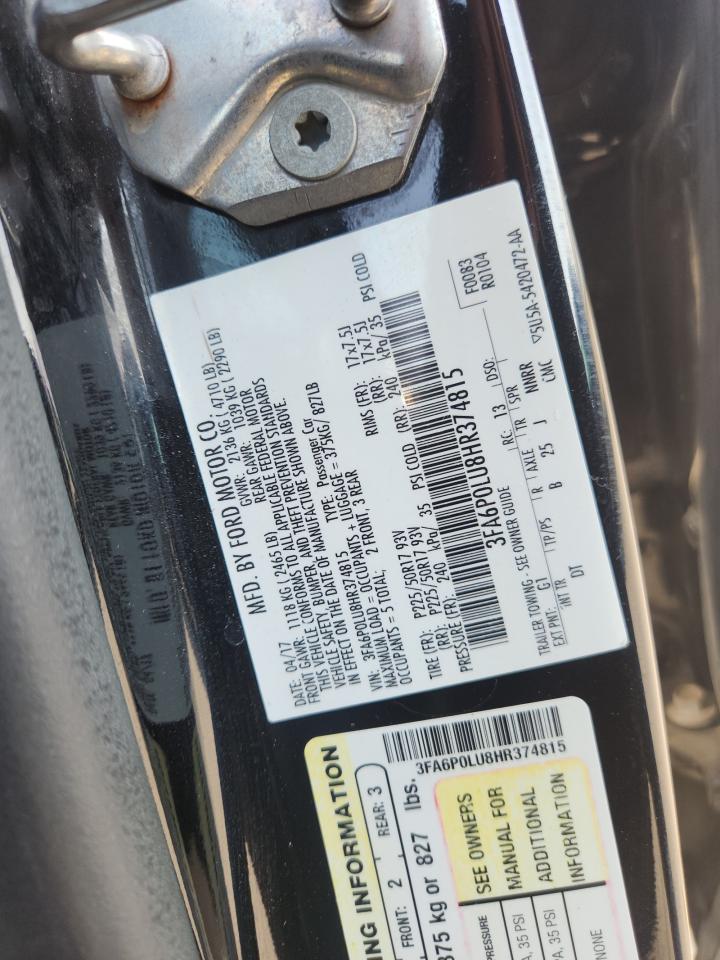 MFD. BY FORD MOTOR CO.
DATE: 04/17 GVWR: 2136 KG ( 4710 LB)
FRONT GAWR: 1118 KG ( 2465 LB) REAR GAWR: 1039 KG ( 2290 LB)
THIS VEHICLE CONFORMS TO ALL APPLICABLE FEDERAL MOTOR
VEHICLE SAFETY, BUMPER, AND THEFT PREVENTION STANDARDS
IN EFFECT ON THE DATE OF MANUFACTURE SHOWN ABOVE.
VIN: 3FA6P0LU8HR374815 TYPE: Passenger Car
MAXIMUM LOAD = OCCUPANTS + LUGGAGE = 375KG/ 827LB
OCCUPANTS = 5 TOTAL, 2 FRONT, 3 REAR
TIRE (FR): P225/50R17 93V RIMS (FR): 17x7.5J
(RR): P225/50R17 93V (RR): 17x7.5J
PRESSURE (FR): 240 kPa/ 35 PSI COLD (RR): 240 kPa/ 35 PSI COLD
3FA6P0LU8HR374815
F0083
R0104
TRAILER TOWING - SEE OWNER GUIDE
EXT PNT: G1 RC: 13 DSO:
INT TR TP/PS R AXLE TR SPR
DT B 25 J NNRR CMC
▽5U5A-5420472-AA
3FA6P0LU8HR374815
ING INFORMATION
FRONT: 2 REAR: 3
375 kg or 827 lbs.
SEE OWNERS
MANUAL FOR
ADDITIONAL
INFORMATION
PRESSURE
A, 35 PSI
A, 35 PSI
NONE